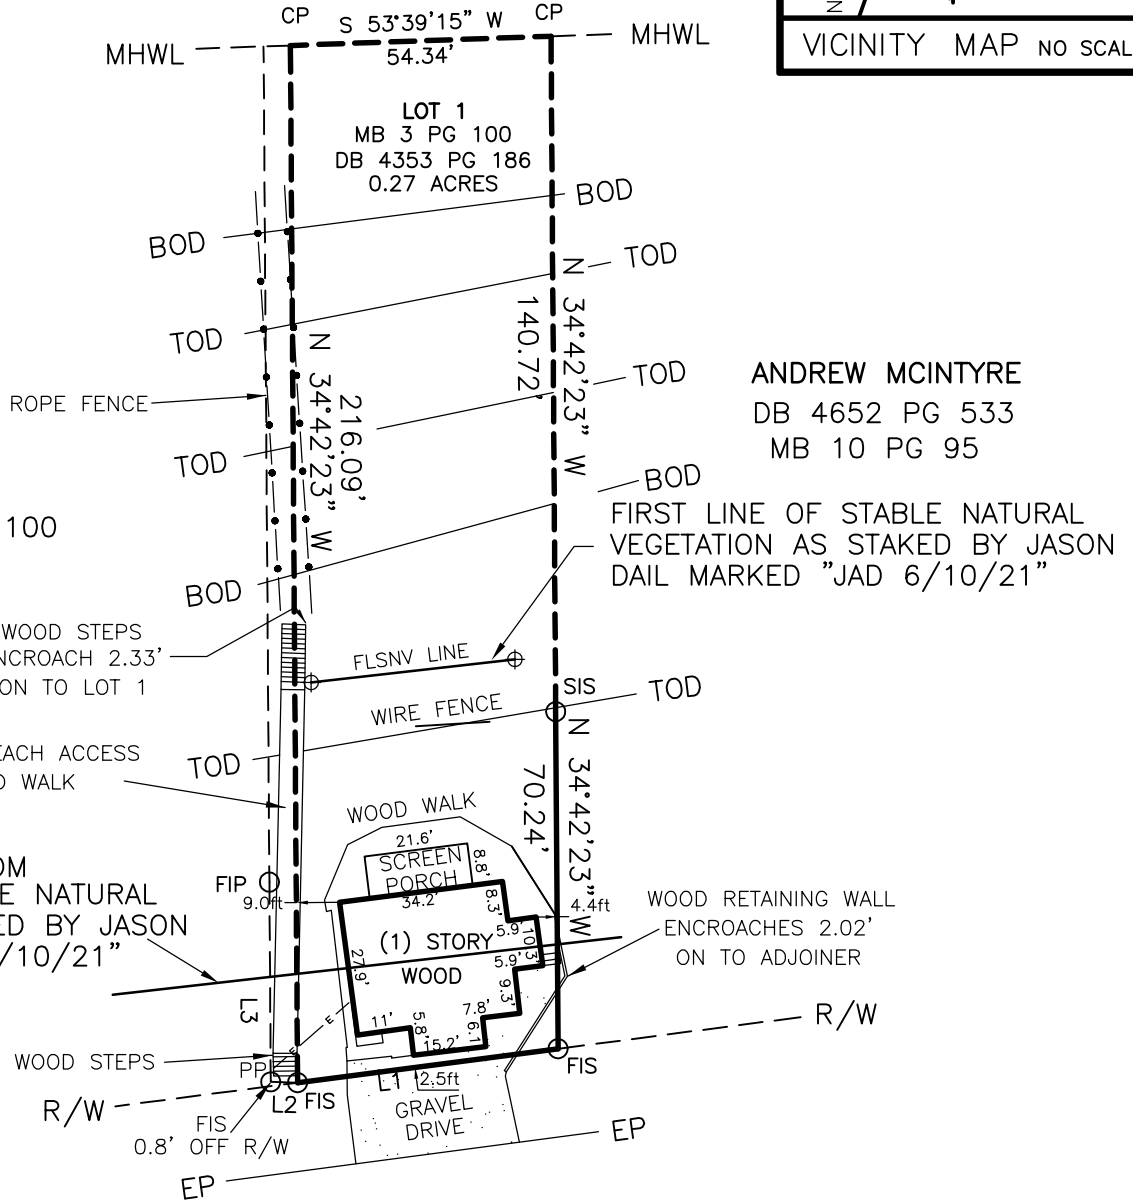 CP
S 53°39'15" W
CP
MHWL
54.34'
MHWL
VICINITY MAP NO SCAL
N
LOT 1
MB 3 PG 100
DB 4353 PG 186
0.27 ACRES
BOD
BOD
TOD
TOD
N 34°42'23" W
140.72'
TOD
TOD
ROPE FENCE
N 34°42'23" W
216.09'
ANDREW MCINTYRE
DB 4652 PG 533
MB 10 PG 95
TOD
BOD
100
FIRST LINE OF STABLE NATURAL
VEGETATION AS STAKED BY JASON
DAIL MARKED "JAD 6/10/21"
BOD
WOOD STEPS
NCROACH 2.33'
ON TO LOT 1
FLSNV LINE
SIS
WIRE FENCE
TOD
EACH ACCESS
D WALK
N 34°42'23" W
70.24'
WOOD WALK
21.6'
SCREEN
PORCH
8.8'
OM
E NATURAL
ED BY JASON
/10/21"
FIP
9.0ft
34.2'
8.3'
4.4ft
WOOD RETAINING WALL
ENCROACHES 2.02'
ON TO ADJOINER
5.9'
10.3'
(1) STORY
WOOD
27.9'
5.9'
9.3'
7.8'
6.1
11'
5.8'
15.2'
L3
E
E
R/W
WOOD STEPS
PP
FIS
L1
2.5ft
L2
FIS
R/W
GRAVEL
DRIVE
FIS
0.8' OFF R/W
EP
EP